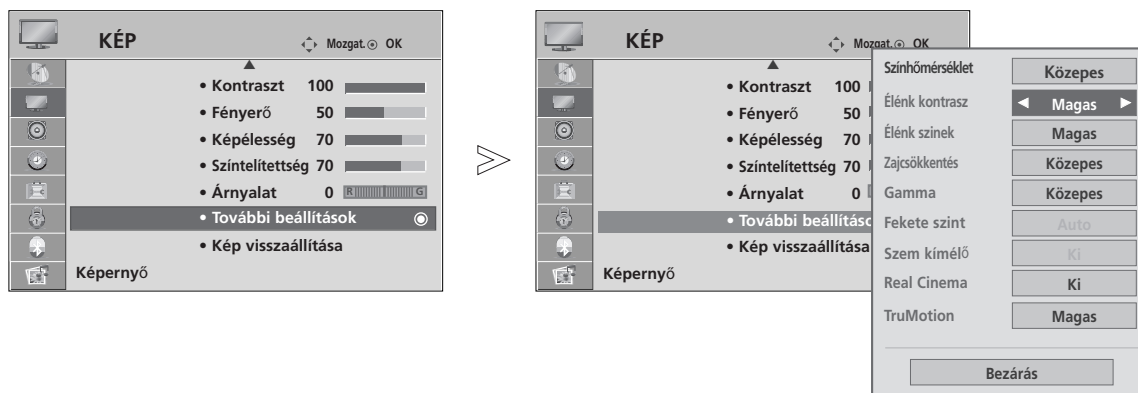 KÉP
Mozgat. OK
• Kontraszt 100
• Fényerő 50
• Képélesség 70
• Színtelítettség 70
• Árnyalat 0 R G
• További beállítások
• Kép visszaállítása
Képernyő
KÉP
Mozgat. OK
• Kontraszt 100
• Fényerő 50
• Képélesség 70
• Színtelítettség 70
• Árnyalat 0
• További beállítás
• Kép visszaállítása
Képernyő
Színhőmérséklet Közepes
Élénk kontrasz Magas
Élénk szinek Magas
Zajcsökkentés Közepes
Gamma Közepes
Fekete szint Auto
Szem kímélő Ki
Real Cinema Ki
TruMotion Magas
Bezárás